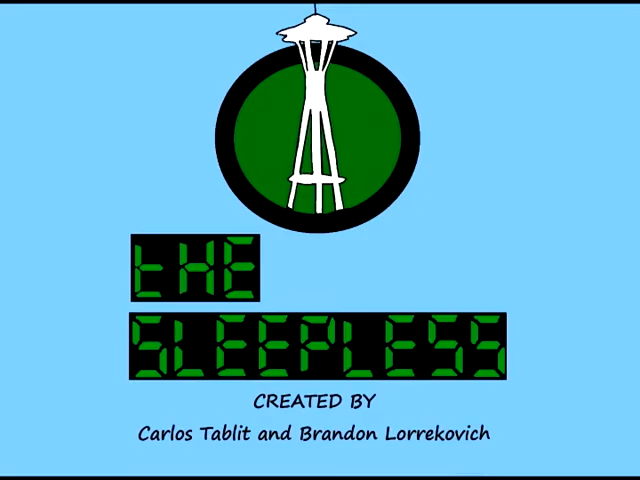 tHE
SLEEPLESS
CREATED BY
Carlos Tablit and Brandon Lorrekovich